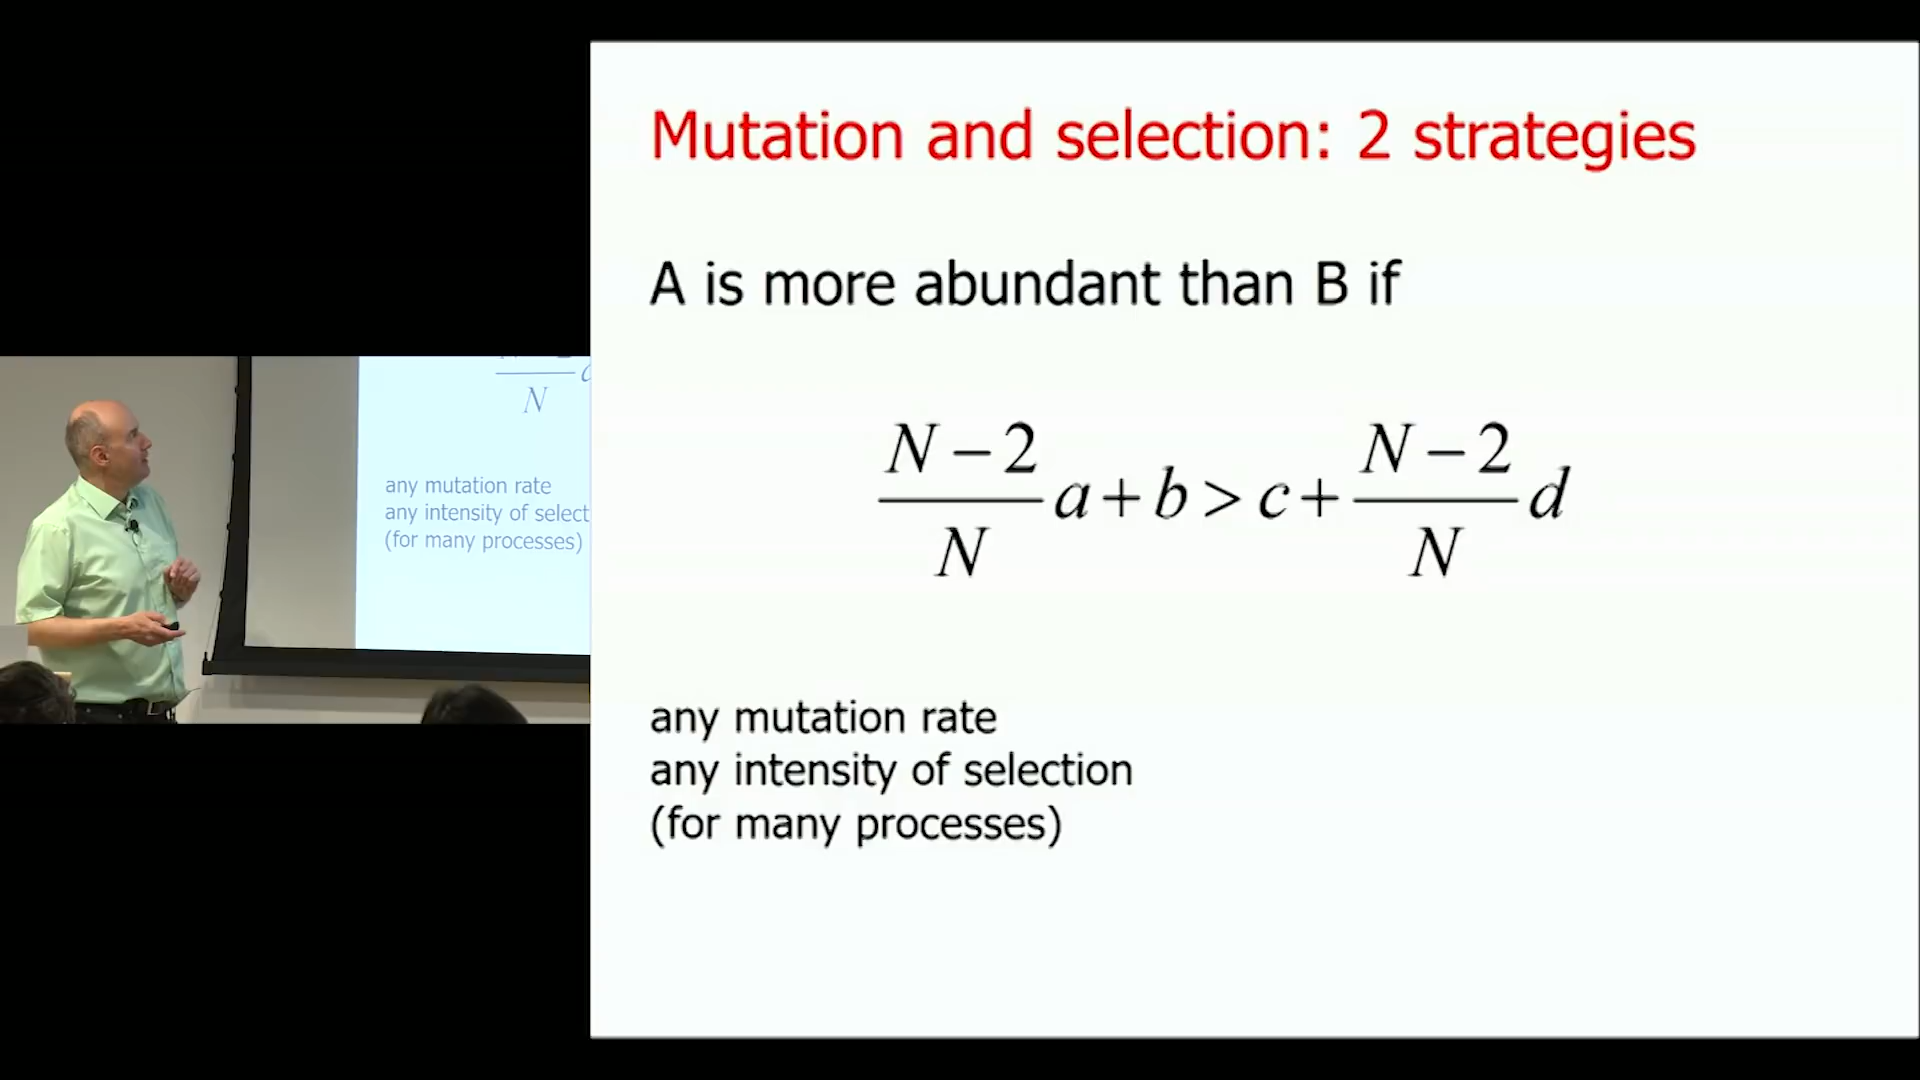 Mutation and selection: 2 strategies
A is more abundant than B if
N − 2 N − 2
a + b > c + d
N N
any mutation rate
any intensity of selection
(for many processes)
N
any mutation rate
any intensity of select
(for many processes)